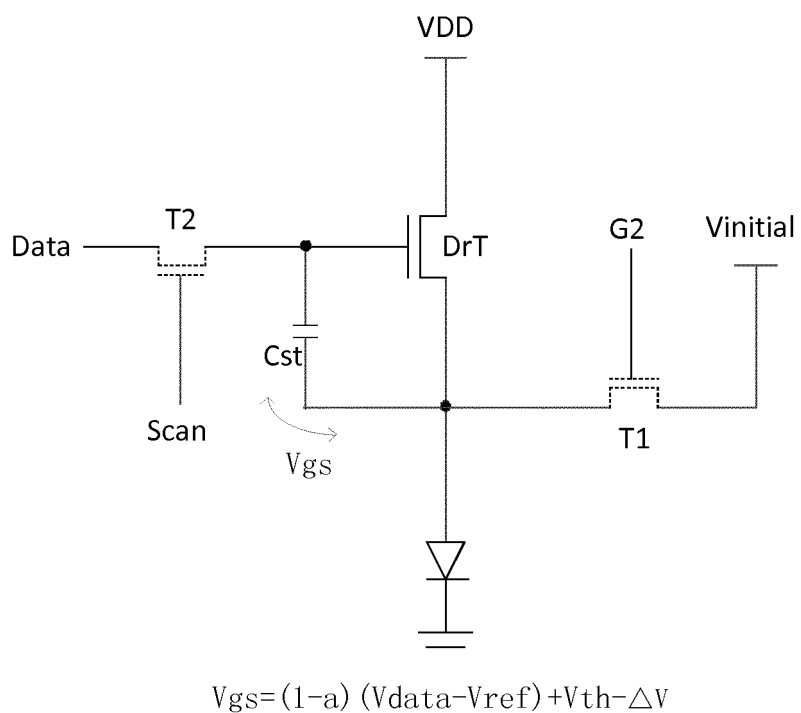 VDD
T2
Data
DrT
G2
Vinitial
Cst
Scan
T1
Vgs
Vgs=(1-a)(Vdata-Vref)+Vth-△V